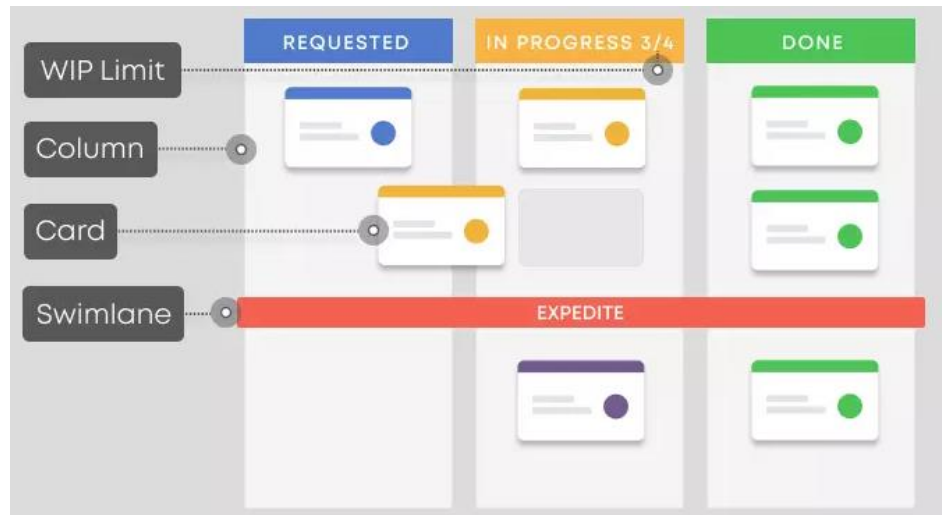 REQUESTED
IN PROGRESS 3/4
DONE
WIP Limit
Column
Card
Swimlane
EXPEDITE